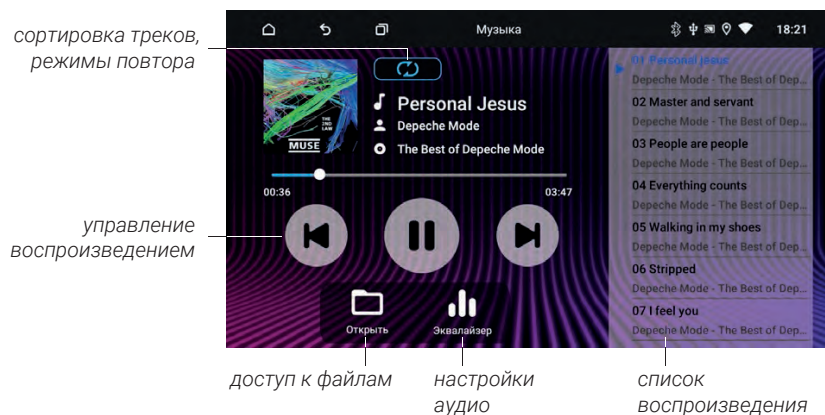 сортировка треков,
режимы повтора
Музыка
18:21
THE
2ND
LAW
MUSE
Personal Jesus
Depeche Mode
The Best of Depeche Mode
00:36
03:47
управление
воспроизведением
Открыть
Эквалайзер
01 Personal jesus
Depeche Mode - The Best of Dep...
02 Master and servant
Depeche Mode - The Best of Dep...
03 People are people
Depeche Mode - The Best of Dep...
04 Everything counts
Depeche Mode - The Best of Dep...
05 Walking in my shoes
Depeche Mode - The Best of Dep...
06 Stripped
Depeche Mode - The Best of Dep...
07 I feel you
Depeche Mode - The Best of Dep...
доступ к файлам
настройки
аудио
список
воспроизведения